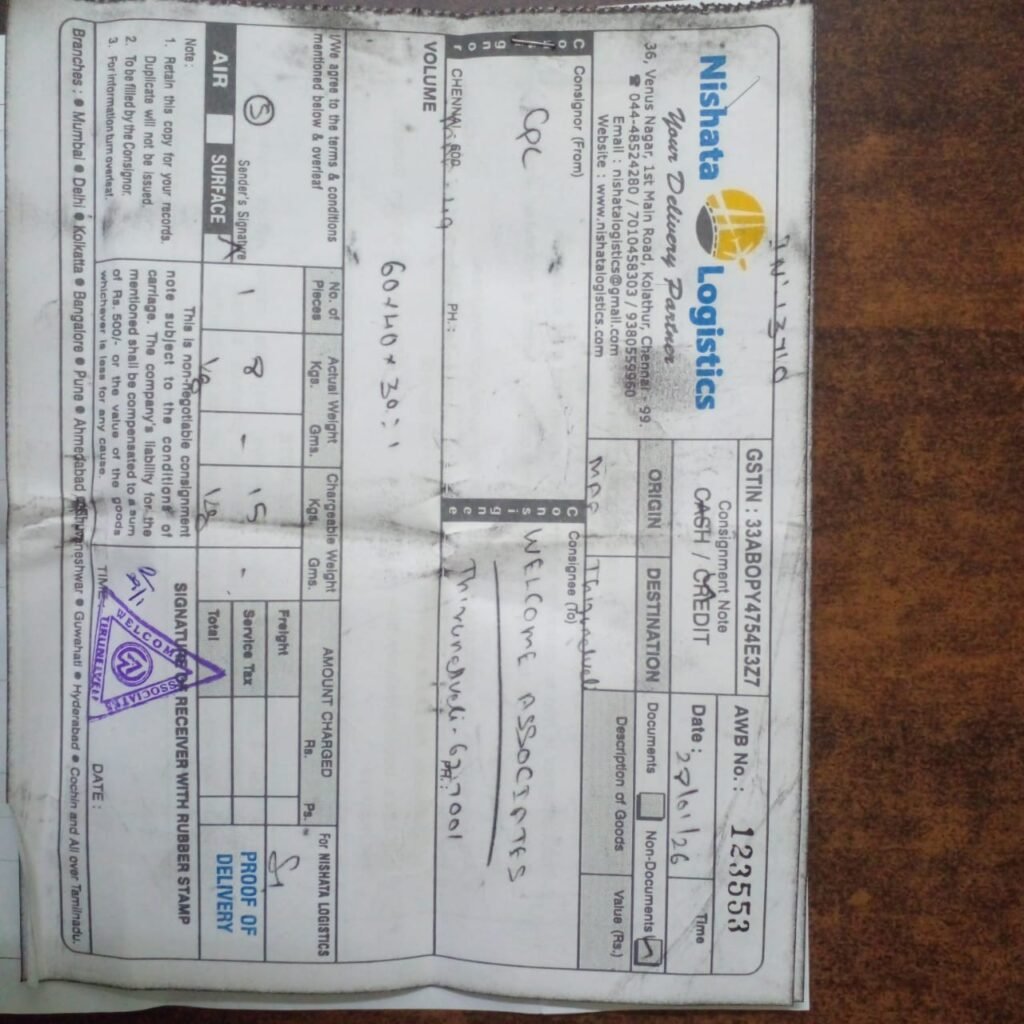 Nishata Logistics
Your Delivery Partner
36, Venus Nagar, 1st Main Road, Kolathur, Chennai - 99.
☎ 044-48524280 / 7010458303 / 9380559960
Email : nishatalogistics@gmail.com
Website : www.nishatalogistics.com
GSTIN : 33ABOPY4754E3Z7
AWB No. : 123553
Consignment Note
CASH / CREDIT
Date : 27/01/26
Time
ORIGIN
DESTINATION
Documents
Non-Documents
MAA
Thirunelveli
Description of Goods
Value (Rs.)
Consignor
Consignor (From)
CPC
CHENNAI 600
PH :
Consignee
Consignee (To)
WELCOME ASSOCIATES
Thirunelveli - 627001
PH :
VOLUME
60×40×30:1
I/We agree to the terms & conditions
mentioned below & overleaf
Sender's Signature
No. of Pieces
Actual Weight
Kgs. Gms.
Chargeable Weight
Kgs. Gms.
AMOUNT CHARGED
Rs. Ps.
For NISHATA LOGISTICS
1
8 -
15 -
Freight
Service Tax
Total
PROOF OF
DELIVERY
AIR
SURFACE
Note :
1. Retain this copy for your records.
Duplicate will not be issued.
2. To be filled by the Consignor.
3. For information turn overleaf.
This is non-negotiable consignment
note subject to the conditions of
carriage. The company's liability for the
mentioned shall be compensated to a sum
of Rs. 500/- or the value of the goods
whichever is less for any cause.
SIGNATURE OF RECEIVER WITH RUBBER STAMP
WELCOME ASSOCIATES
TIRUNELVELI
TIME :
DATE :
Branches : ● Mumbai ● Delhi ● Kolkatta ● Bangalore ● Pune ● Ahmedabad ● Bhuvaneshwar ● Guwahati ● Hyderabad ● Cochin and All over Tamilnadu.